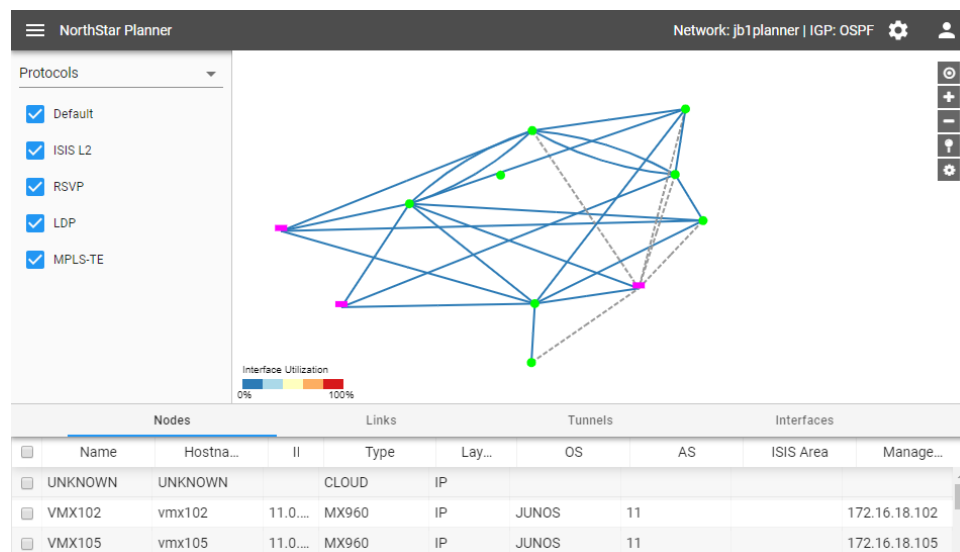 NorthStar Planner Network: jb1planner | IGP: OSPF
Protocols
Default
ISIS L2
RSVP
LDP
MPLS-TE
Interface Utilization
0% 100%
Nodes Links Tunnels Interfaces
Name Hostna... II Type Lay... OS AS ISIS Area Manage...
UNKNOWN UNKNOWN CLOUD IP
VMX102 vmx102 11.0.... MX960 IP JUNOS 11 172.16.18.102
VMX105 vmx105 11.0.... MX960 IP JUNOS 11 172.16.18.105